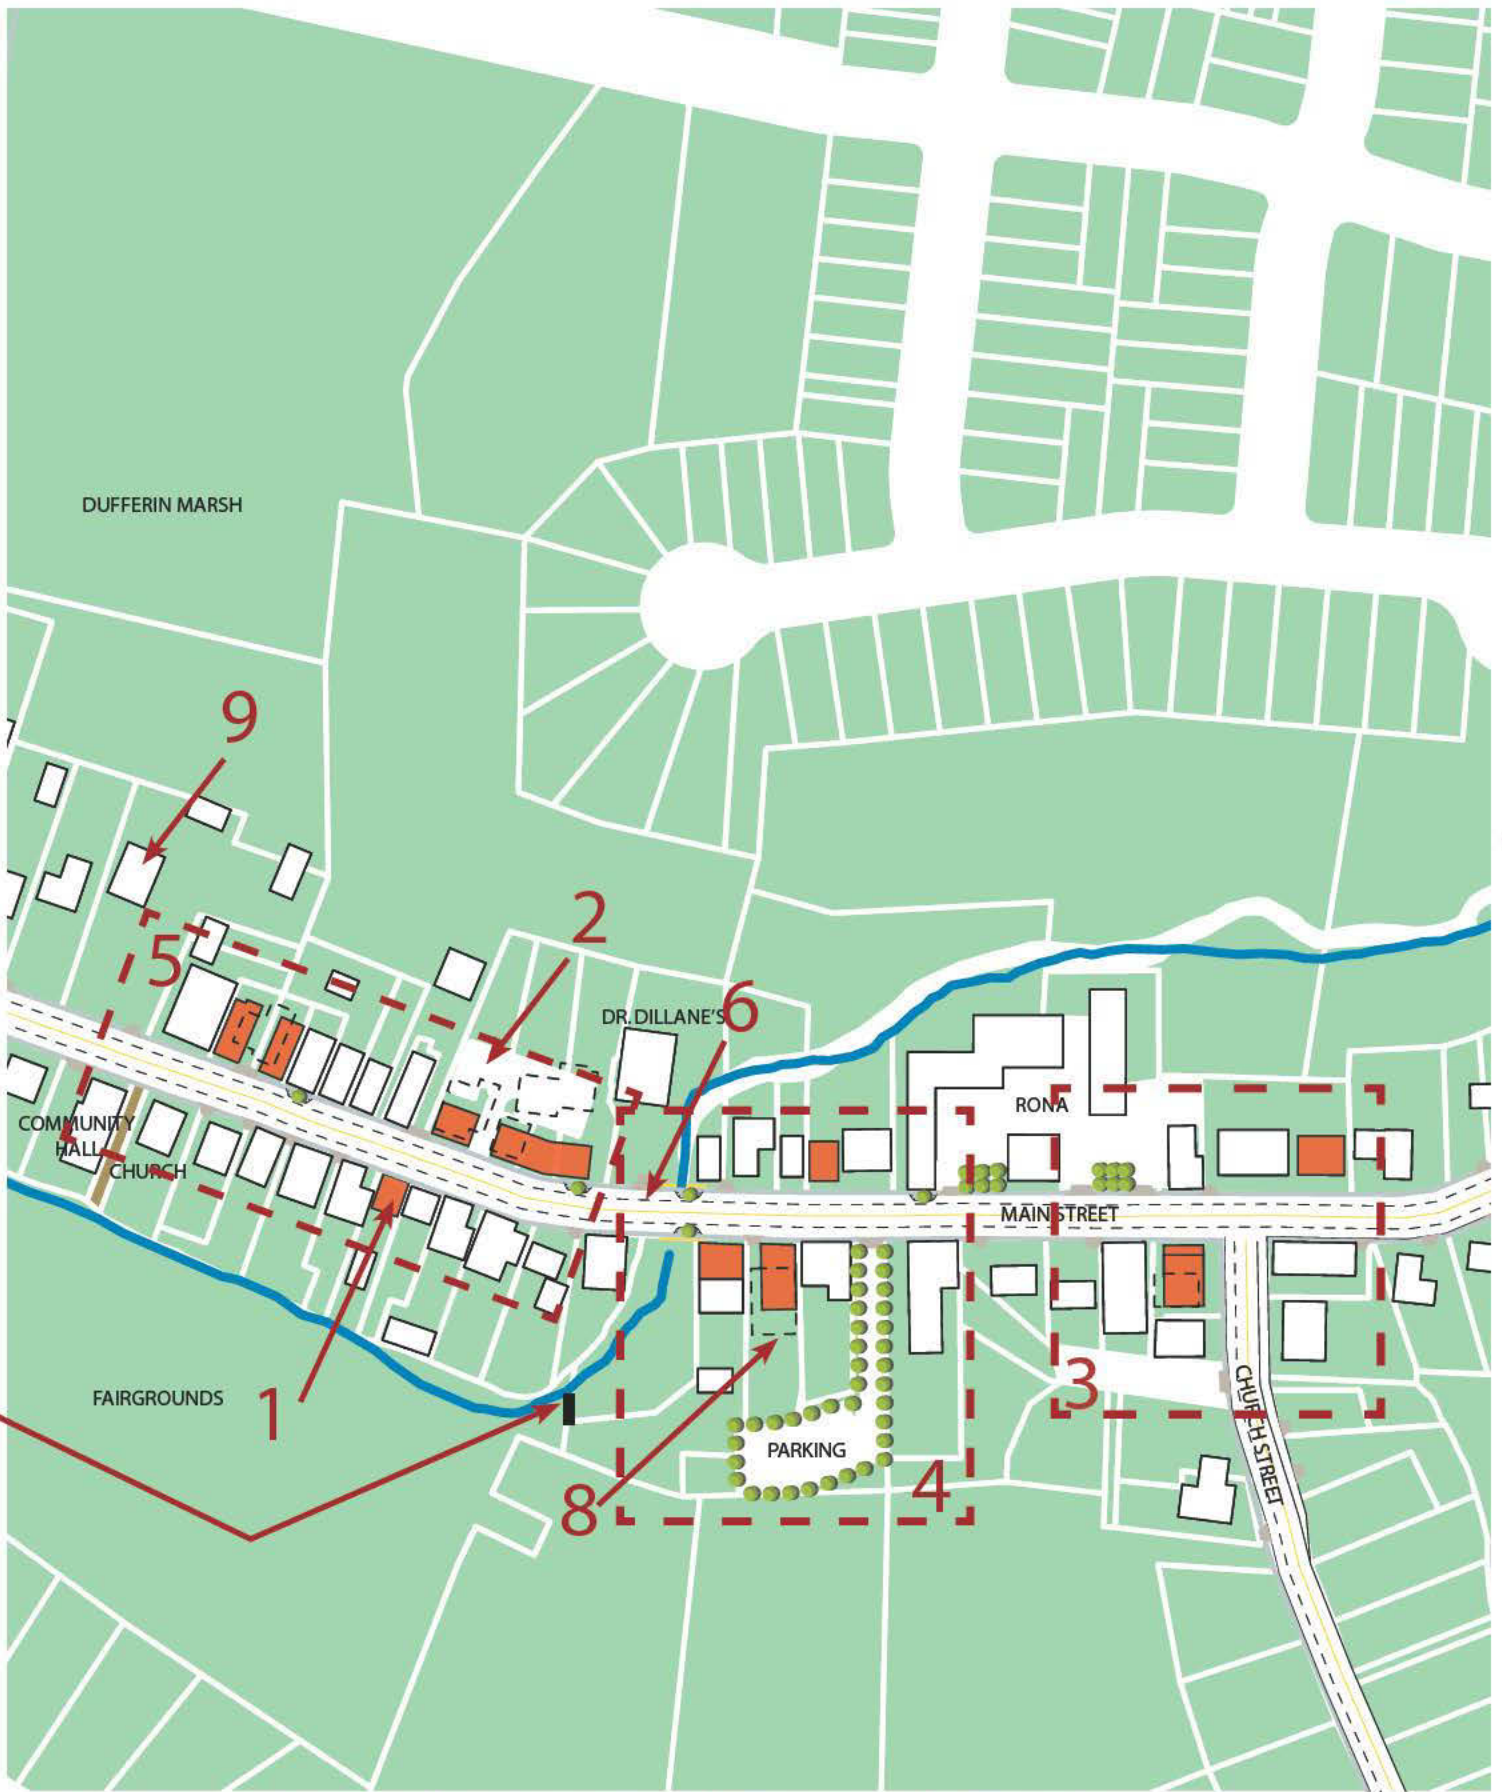 DUFFERIN MARSH
9
2
5
DR. DILLANE'S
6
RONA
COMMUNITY
HALL
CHURCH
MAIN STREET
3
CHURCH STREET
FAIRGROUNDS
1
PARKING
4
8